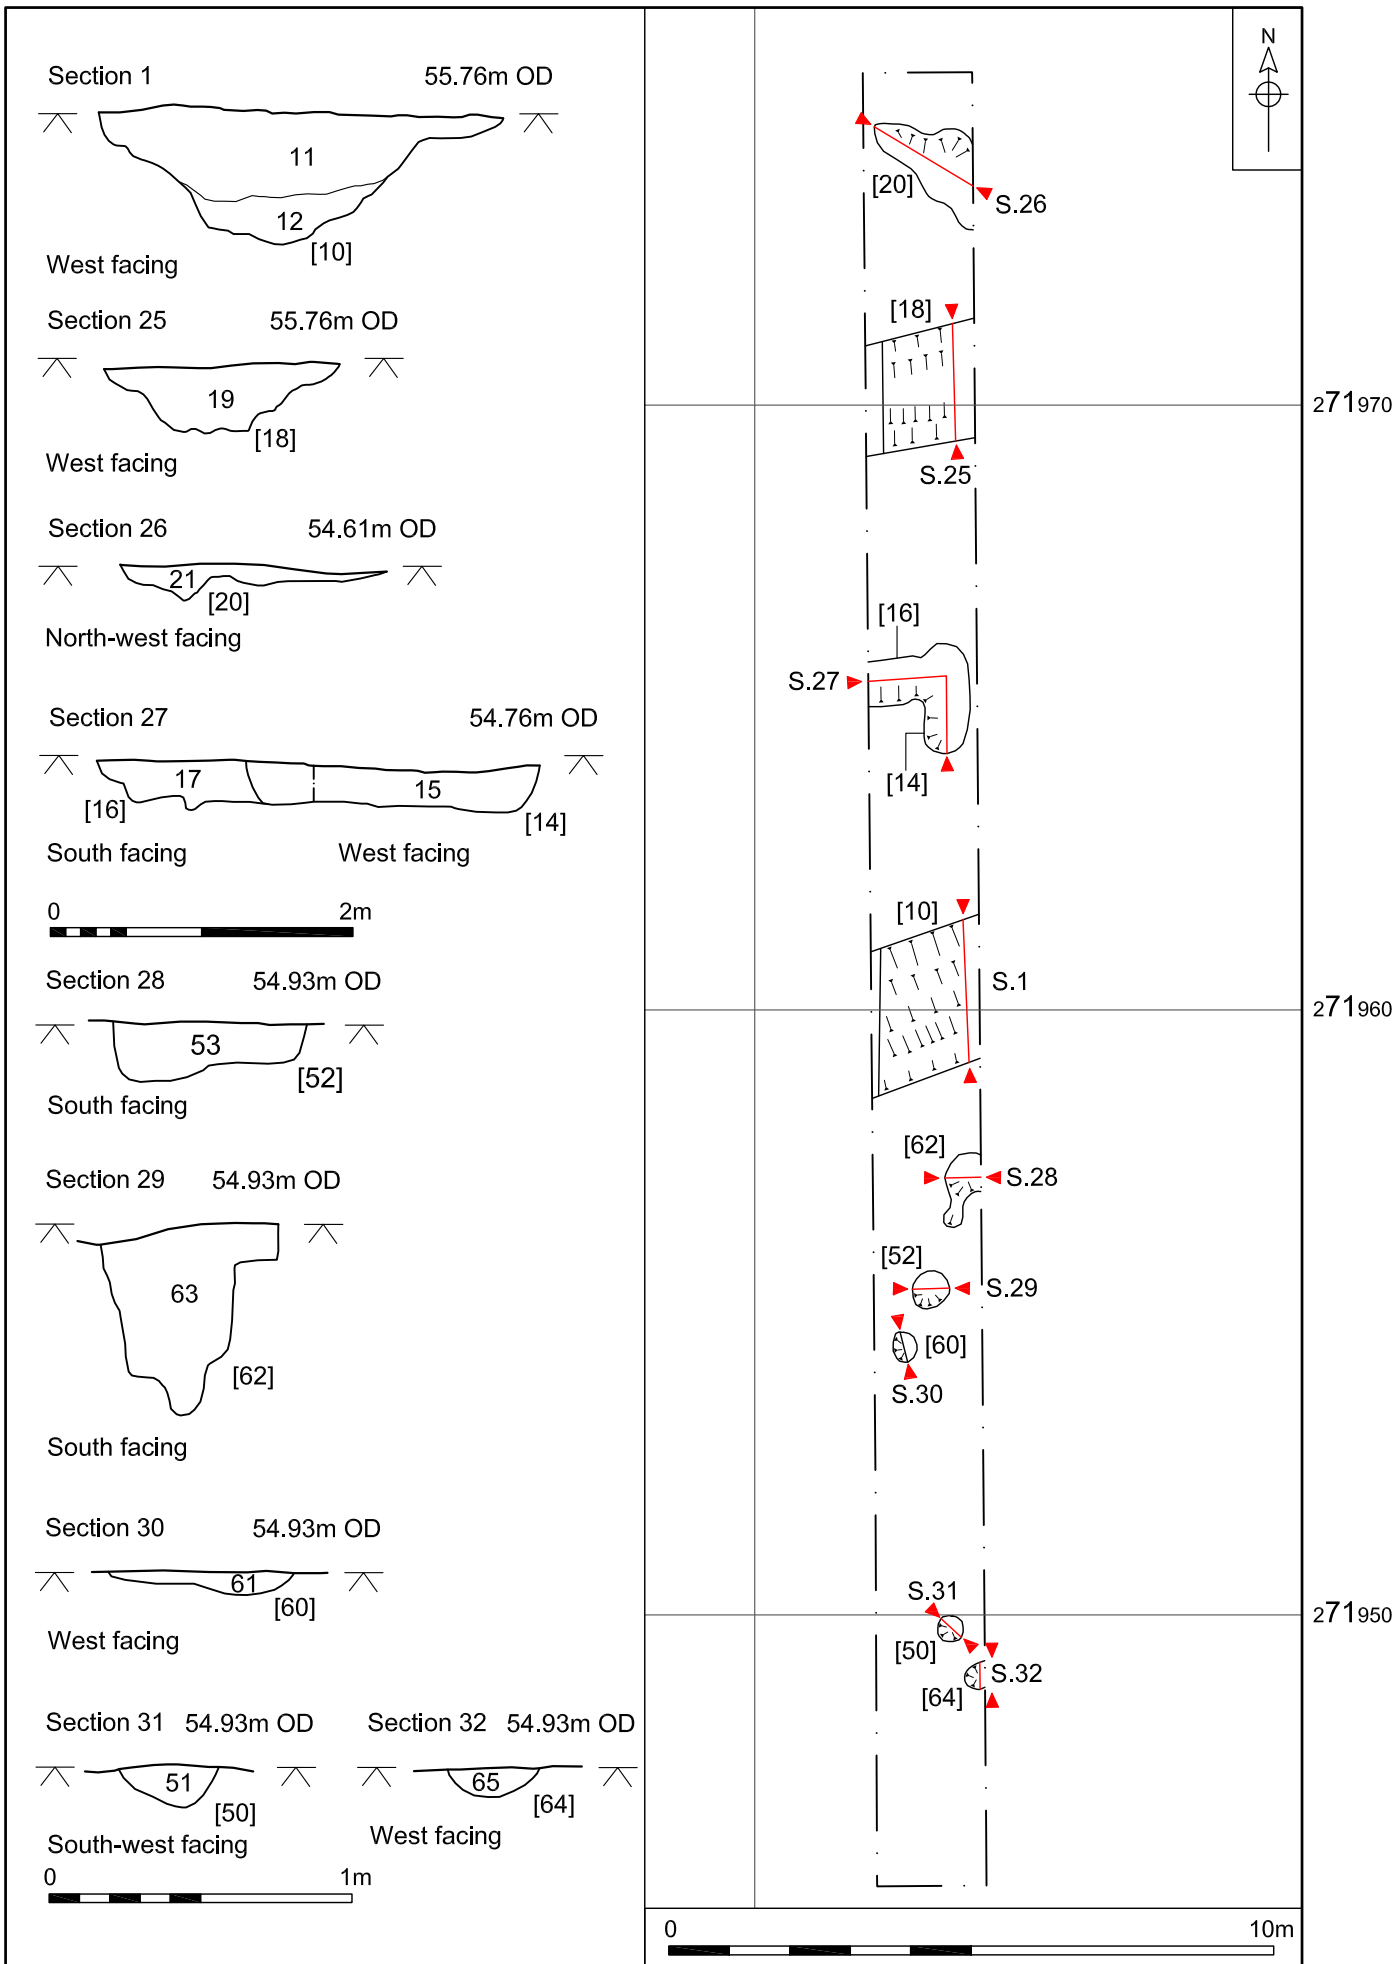 Section 1 55.76m OD
11
12
[10]
West facing
Section 25 55.76m OD
19
[18]
West facing
Section 26 54.61m OD
21
[20]
North-west facing
Section 27 54.76m OD
17 15
[16] [14]
South facing West facing
0 2m
Section 28 54.93m OD
53
[52]
South facing
Section 29 54.93m OD
63
[62]
South facing
Section 30 54.93m OD
61
[60]
West facing
Section 31 54.93m OD Section 32 54.93m OD
51 65
[50] [64]
South-west facing West facing
0 1m
N
[20] S.26
[18]
271970
S.25
[16]
S.27
[14]
[10]
S.1
271960
[62]
S.28
[52]
S.29
[60]
S.30
S.31
271950
[50]
S.32
[64]
0 10m